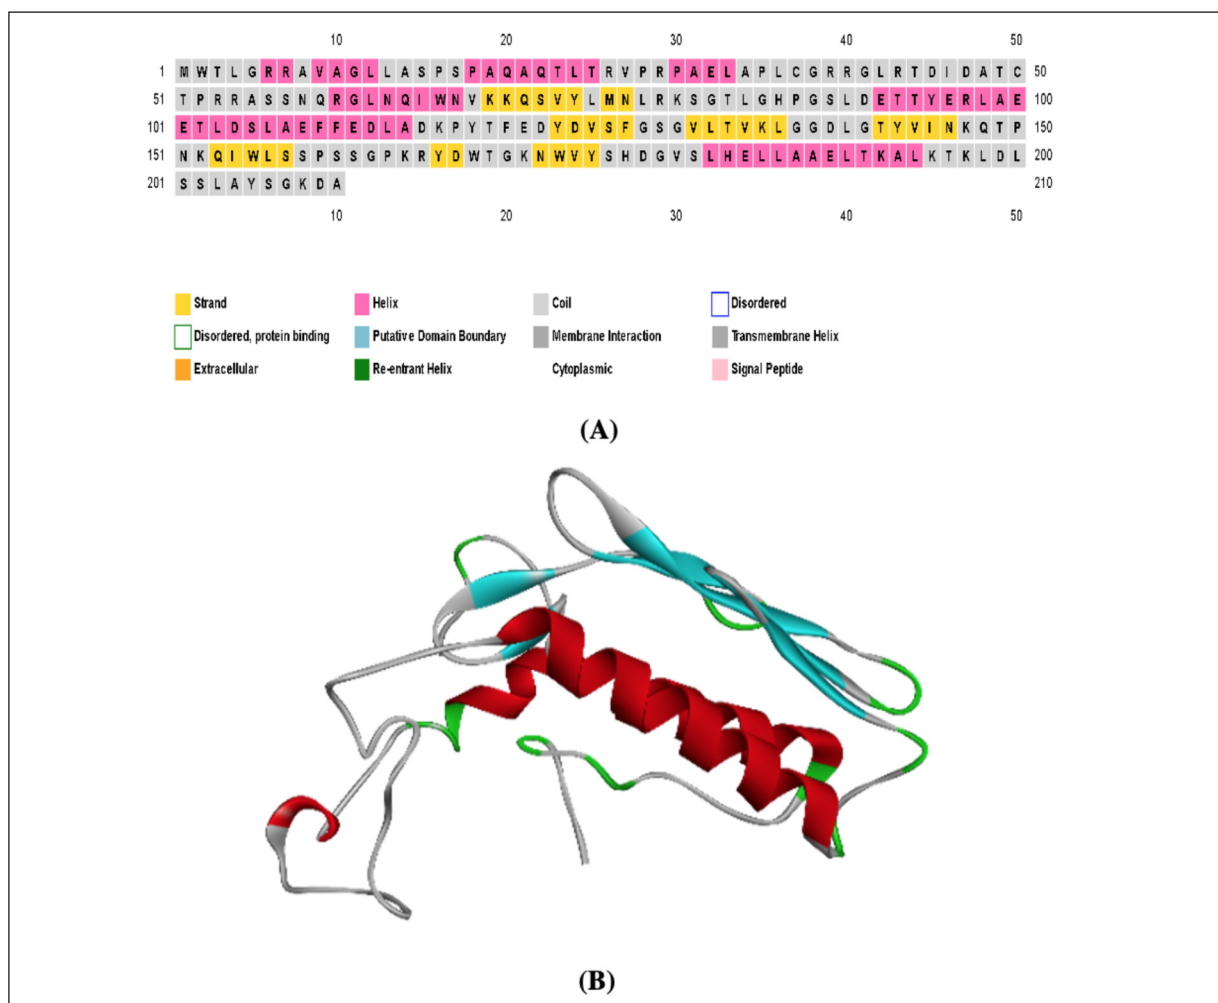 10 20 30 40 50
1 M W T L G R R A V A G L L A S P S P A Q A Q T L T R V P R P A E L A P L C G R R G L R T D I D A T C 50
51 T P R R A S S N Q R G L N Q I W N V K K Q S V Y L M N L R K S G T L G H P G S L D E T T Y E R L A E 100
101 E T L D S L A E F F E D L A D K P Y T F E D Y D V S F G S G V L T V K L G G D L G T Y V I N K Q T P 150
151 N K Q I W L S S P S S G P K R Y D W T G K N W V Y S H D G V S L H E L L A A E L T K A L K T K L D L 200
201 S S L A Y S G K D A 210
10 20 30 40 50
Strand Helix Coil Disordered
Disordered, protein binding Putative Domain Boundary Membrane Interaction Transmembrane Helix
Extracellular Re-entrant Helix Cytoplasmic Signal Peptide
(A)
(B)